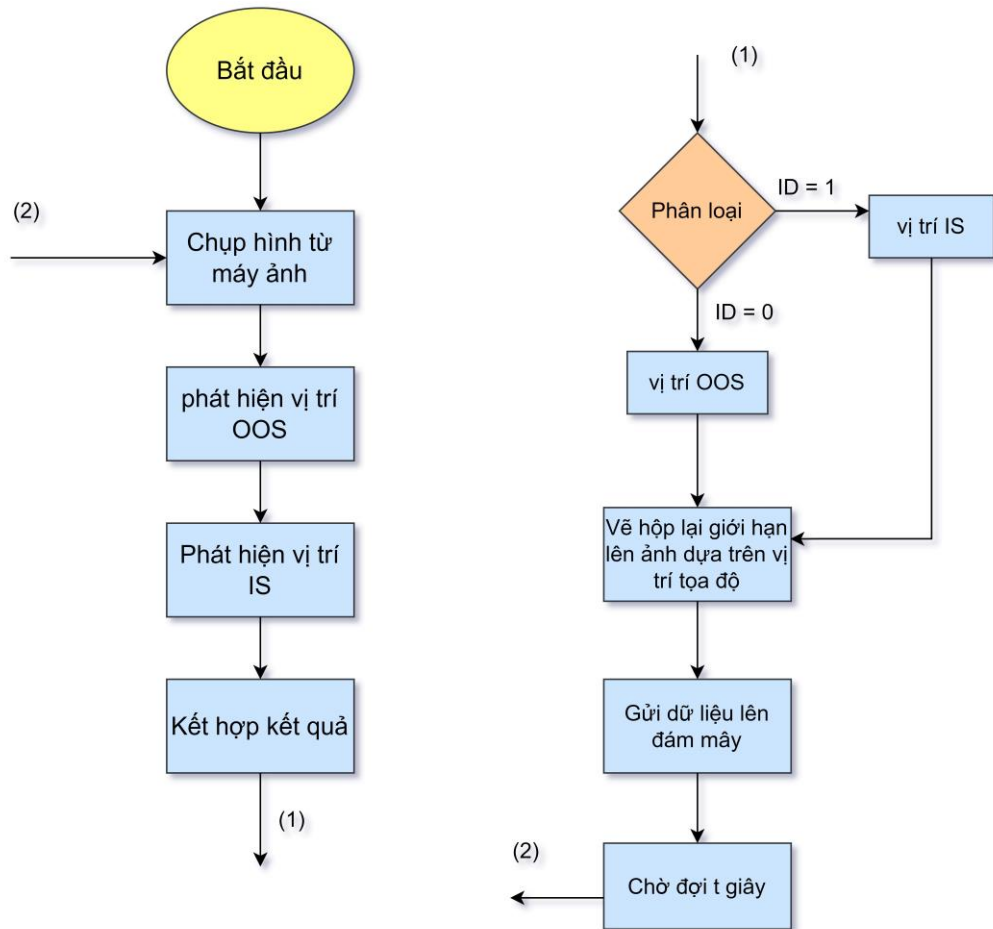 Bắt đầu
(2)
Chụp hình từ
máy ảnh
phát hiện vị trí
OOS
Phát hiện vị trí
IS
Kết hợp kết quả
(1)
(1)
Phân loại
ID = 1
vị trí IS
ID = 0
vị trí OOS
Vẽ hộp lại giới hạn
lên ảnh dựa trên vị
trí tọa độ
Gửi dữ liệu lên
đám mây
(2)
Chờ đợi t giây